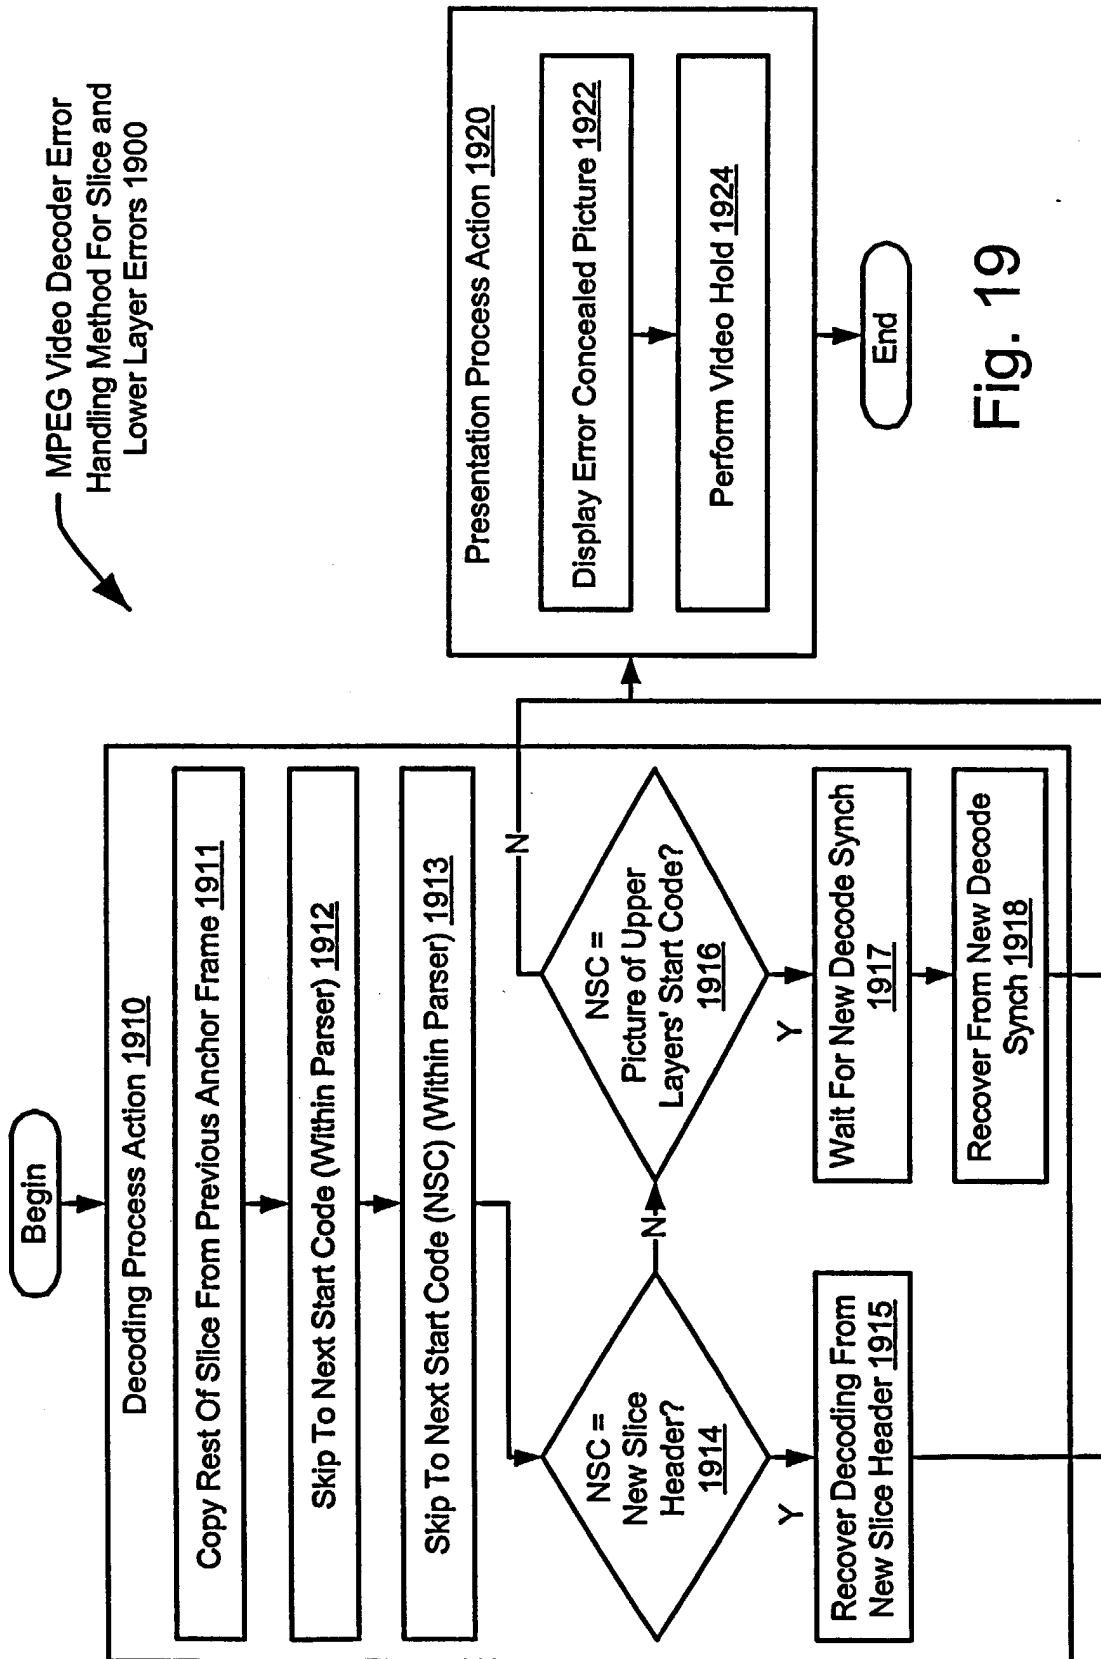 MPEG Video Decoder Error
Handling Method For Slice and
Lower Layer Errors 1900
Begin
Decoding Process Action 1910
Copy Rest Of Slice From Previous Anchor Frame 1911
Skip To Next Start Code (Within Parser) 1912
Skip To Next Start Code (NSC) (Within Parser) 1913
NSC =
New Slice
Header?
1914
N
Y
Recover Decoding From
New Slice Header 1915
NSC =
Picture of Upper
Layers' Start Code?
1916
N
Y
Wait For New Decode Synch
1917
Recover From New Decode
Synch 1918
Presentation Process Action 1920
Display Error Concealed Picture 1922
Perform Video Hold 1924
End
Fig. 19